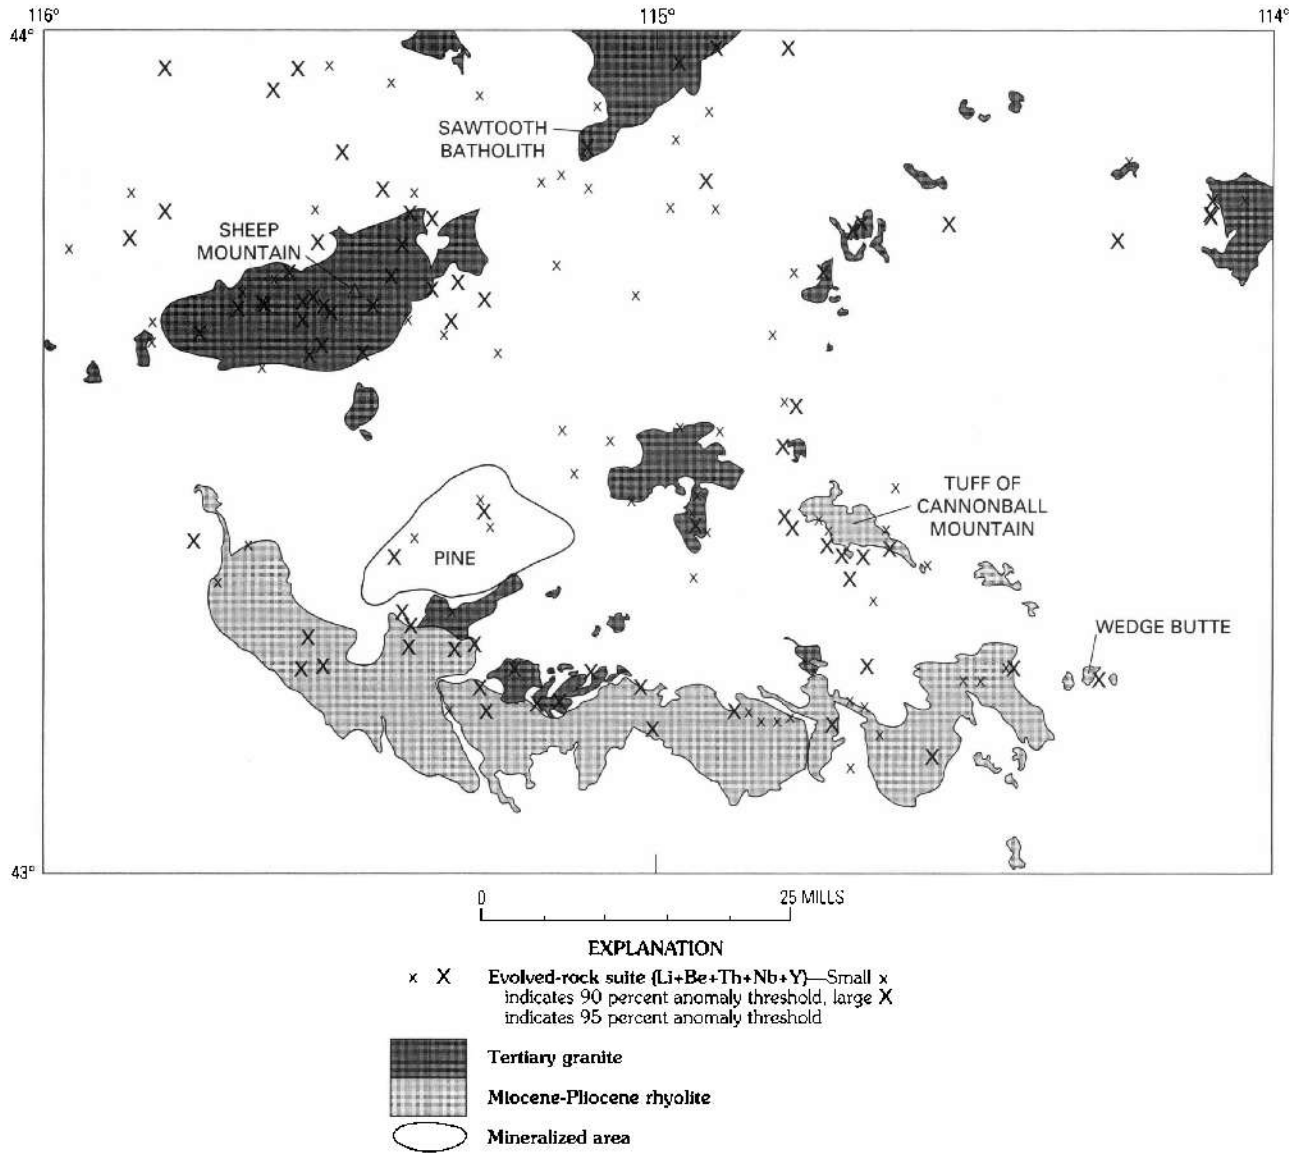 116° 115° 114°
44°
SAWTOOTH
BATHOLITH
SHEEP
MOUNTAIN
TUFF OF
CANNONBALL
MOUNTAIN
PINE
WEDGE BUTTE
43°
0 25 MILLS
EXPLANATION
x X Evolved-rock suite (Li+Be+Th+Nb+Y)—Small x
indicates 90 percent anomaly threshold, large X
indicates 95 percent anomaly threshold
Tertiary granite
Miocene-Pliocene rhyolite
Mineralized area